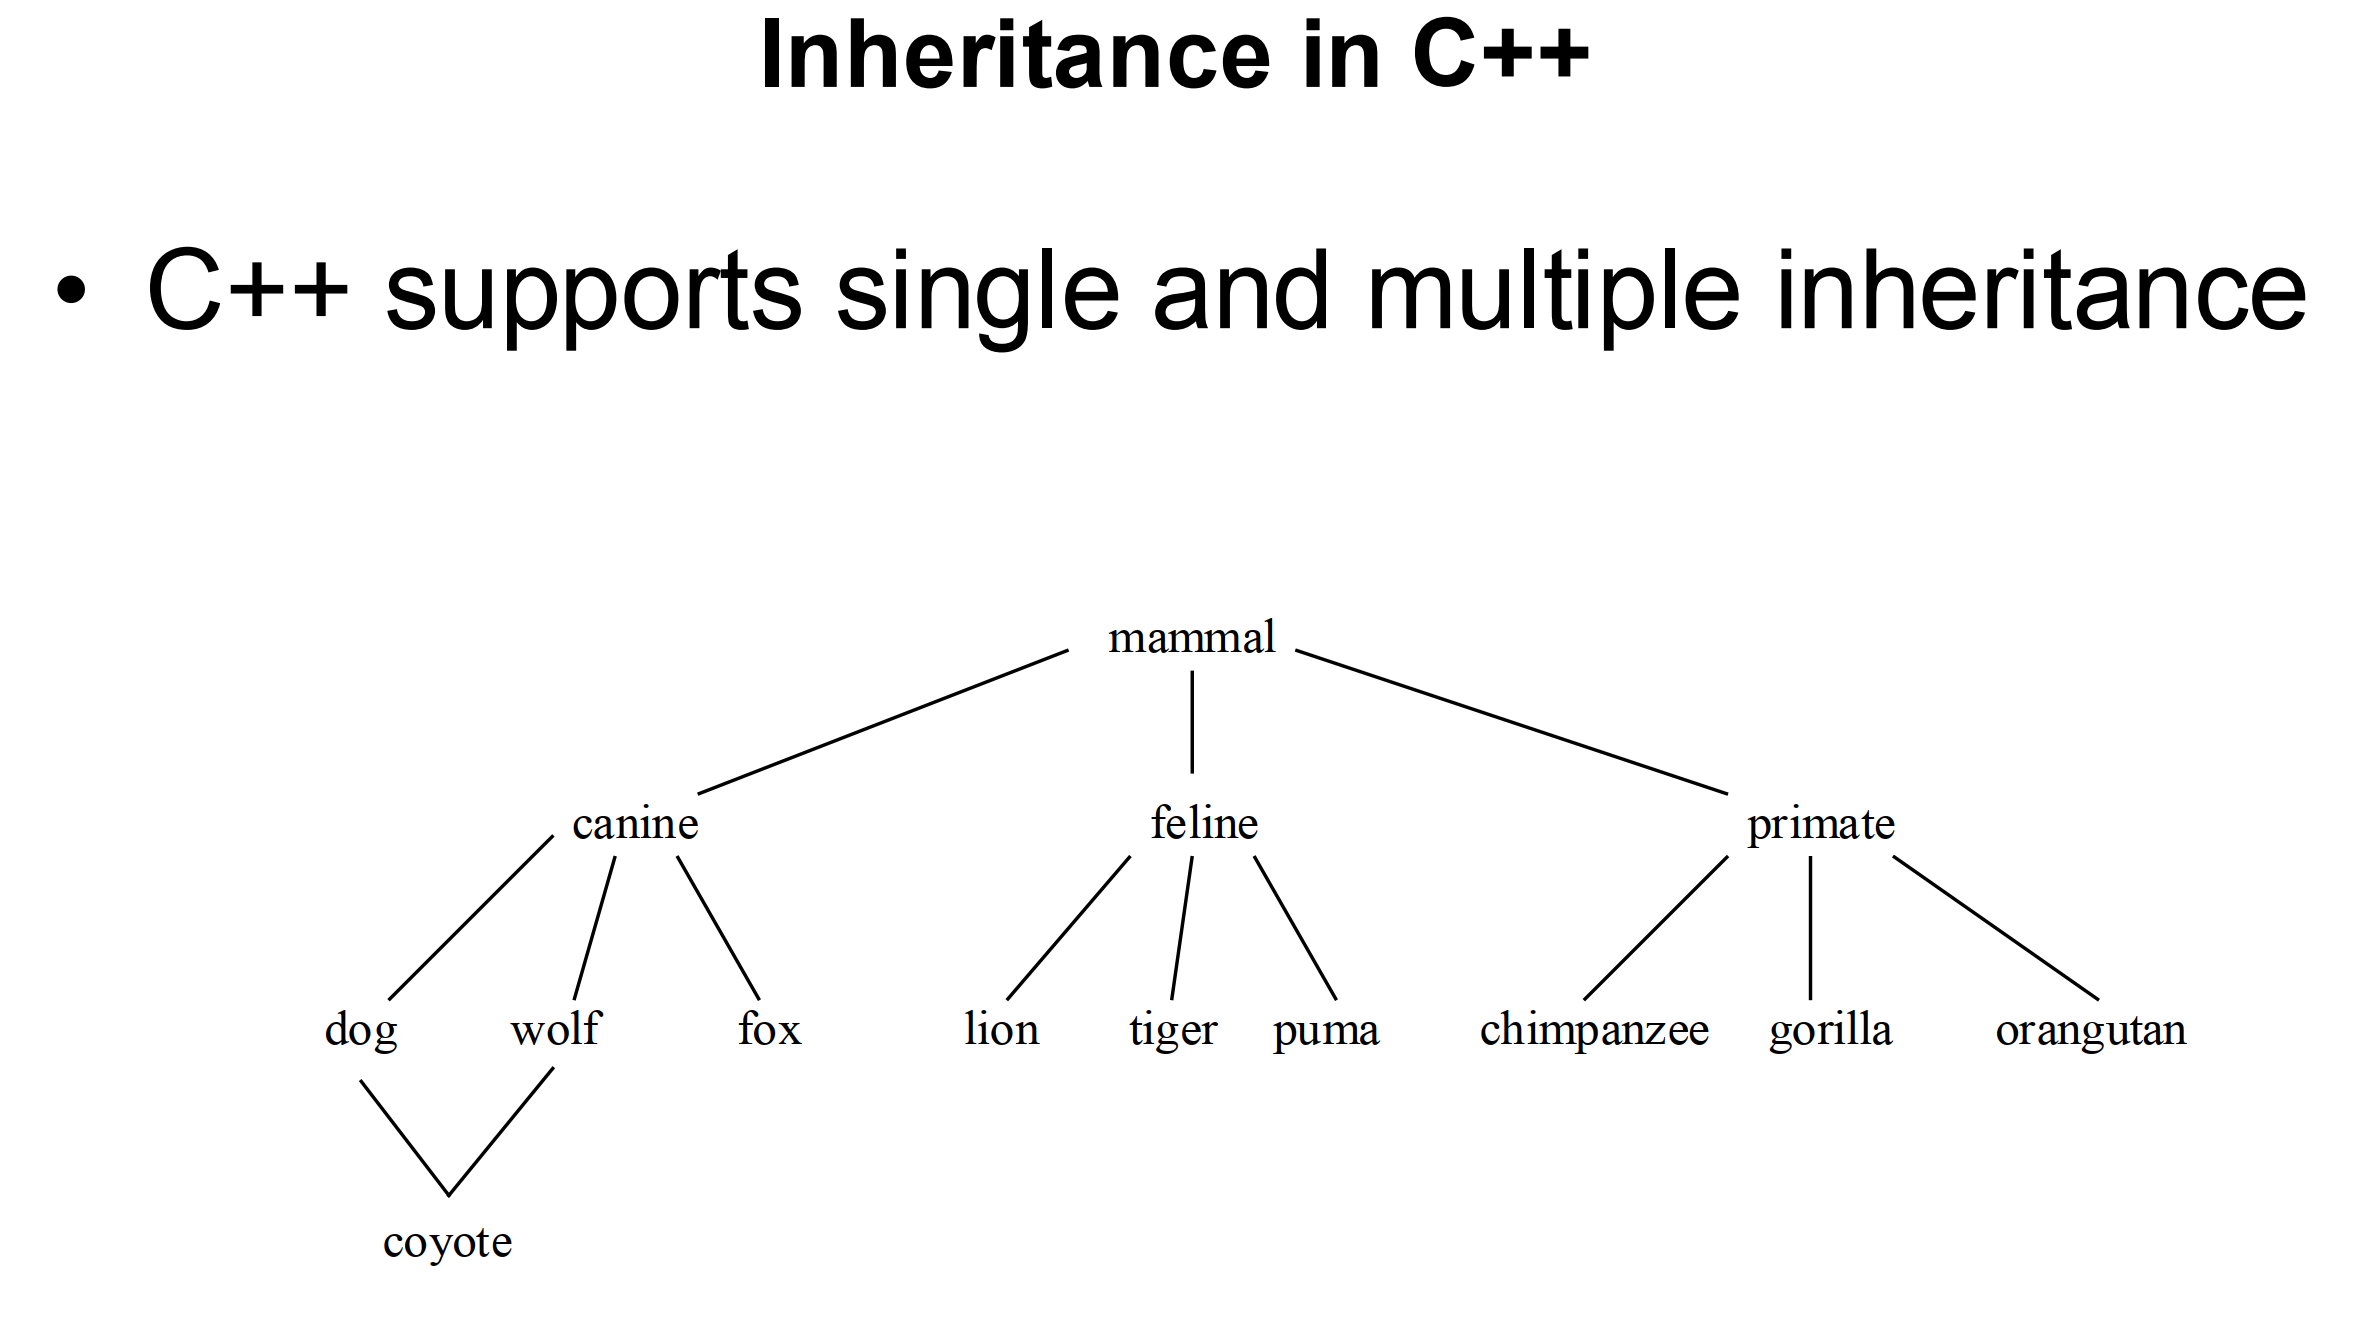 Inheritance in C++
• C++ supports single and multiple inheritance
mammal
canine feline primate
dog wolf fox lion tiger puma chimpanzee gorilla orangutan
coyote